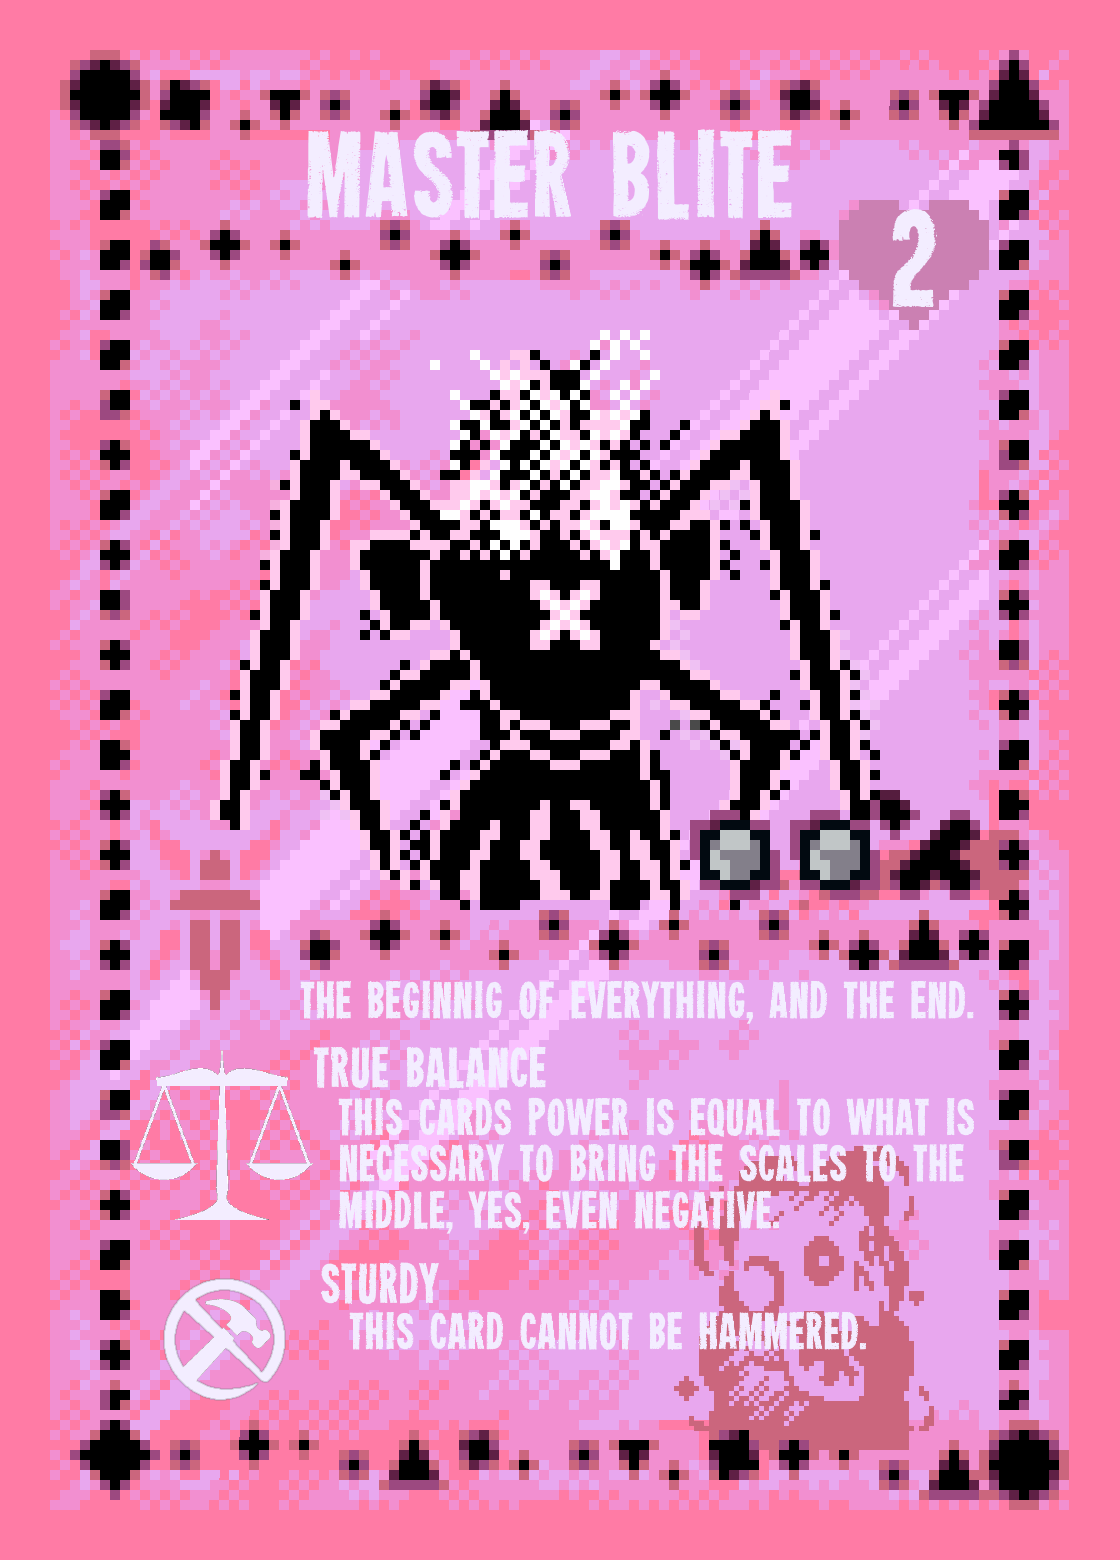 MASTER BLITE
2
THE BEGINNIG OF EVERYTHING, AND THE END.
TRUE BALANCE
THIS CARDS POWER IS EQUAL TO WHAT IS
NECESSARY TO BRING THE SCALES TO THE
MIDDLE, YES, EVEN NEGATIVE.
STURDY
THIS CARD CANNOT BE HAMMERED.